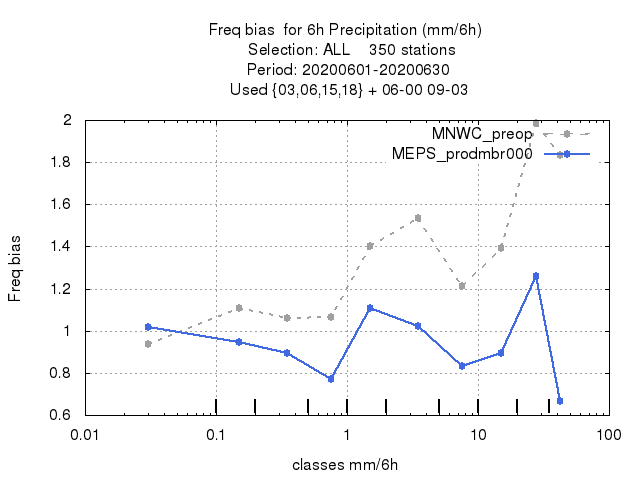 Freq bias  for 6h Precipitation (mm/6h)
Selection: ALL    350 stations
Period: 20200601-20200630
Used {03,06,15,18} + 06-00 09-03
MNWC_preop
MEPS_prodmbr000
Freq bias
2
1.8
1.6
1.4
1.2
1
0.8
0.6
0.01 0.1 1 10 100
classes mm/6h